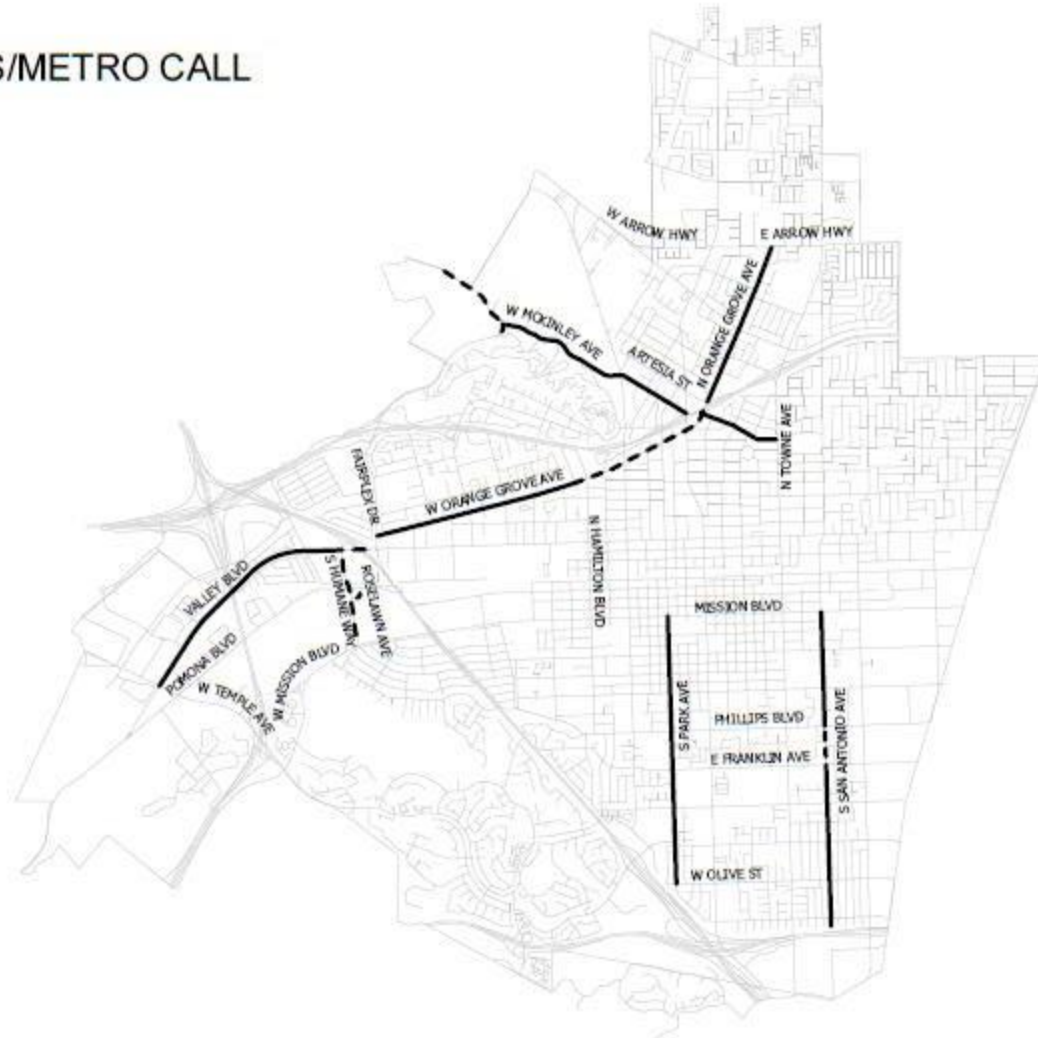 S/METRO CALL
W ARROW HWY
E ARROW HWY
N ORANGE GROVE AVE
W MCKINLEY AVE
ARTESIA ST
N TOWNE AVE
FAIRPLEX DR
W ORANGE GROVE AVE
N HAMILTON BLVD
VALLEY BLVD
S HUMANE WAY
ROSELAWN AVE
MISSION BLVD
POMONA BLVD
W MISSION BLVD
W TEMPLE AVE
S PARK AVE
PHILLIPS BLVD
S SAN ANTONIO AVE
E FRANKLIN AVE
W OLIVE ST